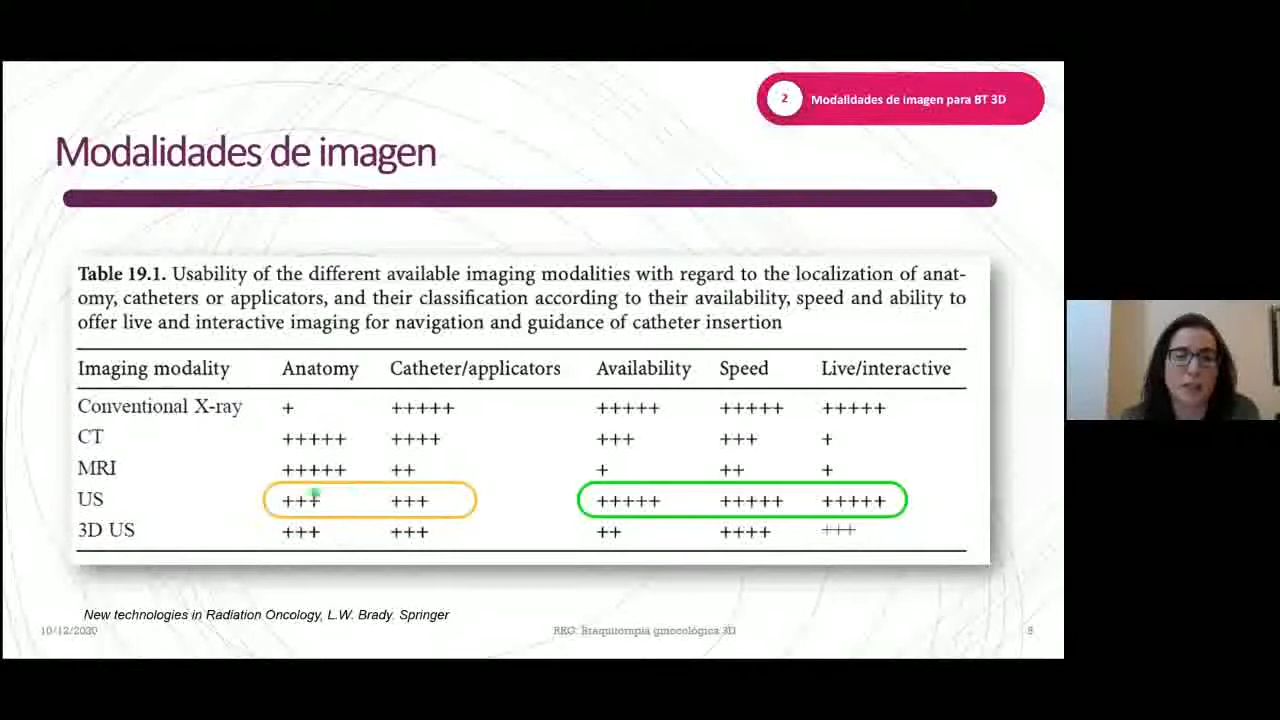 2 Modalidades de imagen para BT 3D
Modalidades de imagen
Table 19.1. Usability of the different available imaging modalities with regard to the localization of anat-
omy, catheters or applicators, and their classification according to their availability, speed and ability to
offer live and interactive imaging for navigation and guidance of catheter insertion
Imaging modality Anatomy Catheter/applicators Availability Speed Live/interactive
Conventional X-ray + +++++ +++++ +++++ +++++
CT +++++ ++++ +++ +++ +
MRI +++++ ++ + ++ +
US +++ +++ +++++ +++++ +++++
3D US +++ +++ ++ ++++ +++
New technologies in Radiation Oncology, L.W. Brady. Springer
10/12/2020 Braquiterapia ginecológica 3D 8